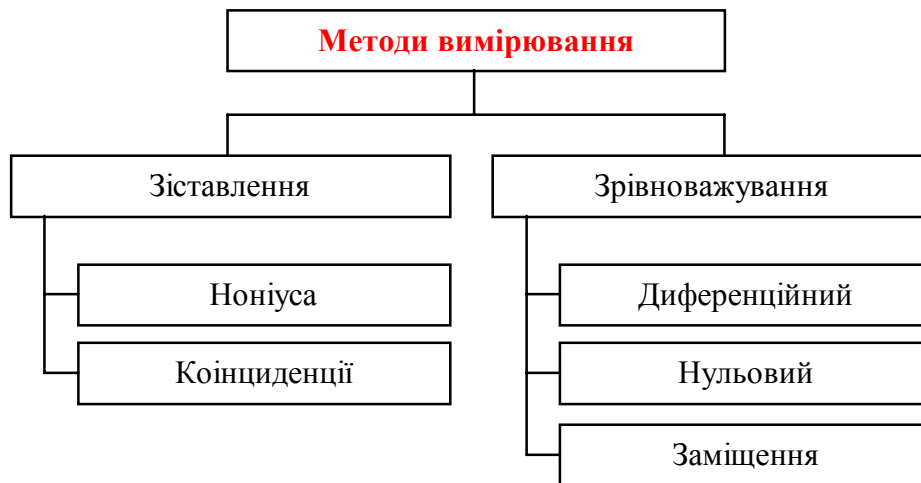 Методи вимірювання
Зіставлення
Ноніуса
Коінциденції
Зрівноважування
Диференційний
Нульовий
Заміщення